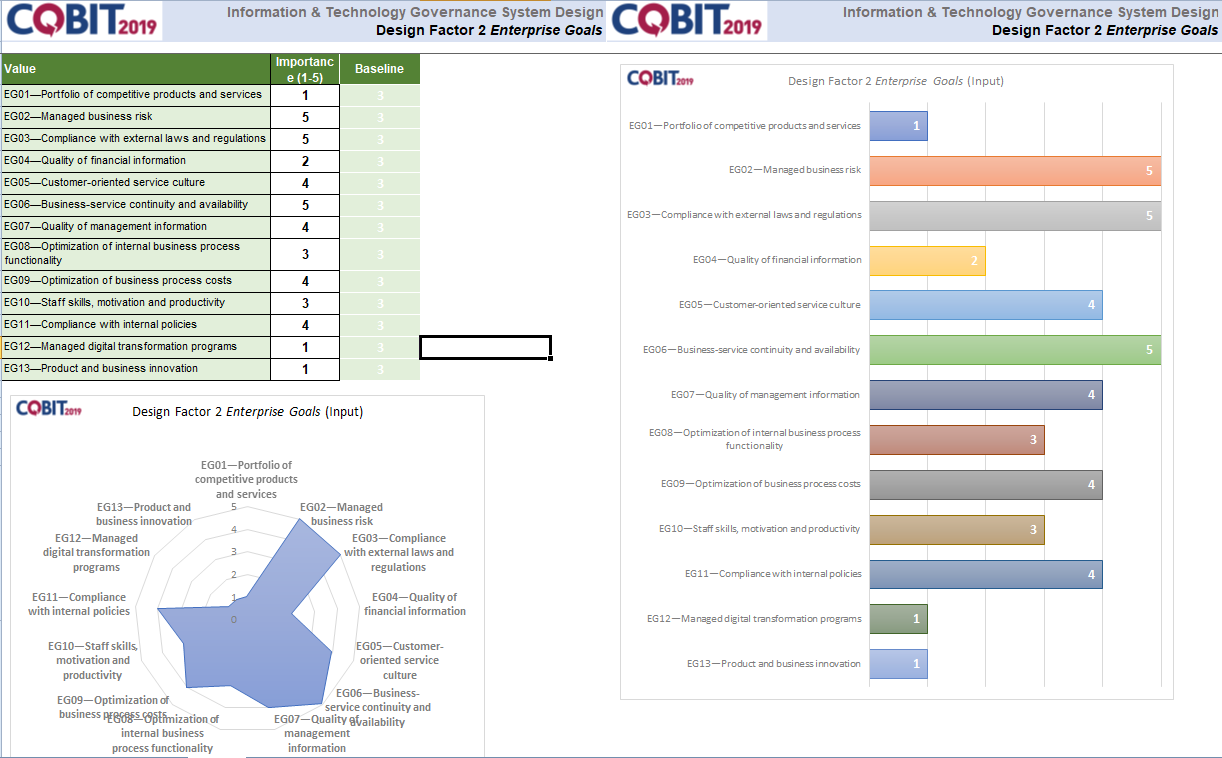 COBIT 2019
Information & Technology Governance System Design
Design Factor 2 Enterprise Goals
COBIT 2019
Information & Technology Governance System Design
Design Factor 2 Enterprise Goals
Value
Importanc
e (1-5)
Baseline
EG01—Portfolio of competitive products and services 1 3
EG02—Managed business risk 5 3
EG03—Compliance with external laws and regulations 5 3
EG04—Quality of financial information 2 3
EG05—Customer-oriented service culture 4 3
EG06—Business-service continuity and availability 5 3
EG07—Quality of management information 4 3
EG08—Optimization of internal business process
functionality 3 3
EG09—Optimization of business process costs 4 3
EG10—Staff skills, motivation and productivity 3 3
EG11—Compliance with internal policies 4 3
EG12—Managed digital transformation programs 1 3
EG13—Product and business innovation 1 3
COBIT 2019
Design Factor 2 Enterprise Goals (Input)
EG01—Portfolio of
competitive products
and services
EG02—Managed
business risk
EG03—Compliance
with external laws and
regulations
EG04—Quality of
financial information
EG05—Customer-
oriented service
culture
EG06—Business-
service continuity and
availability
EG07—Quality of
management
information
EG08—Optimization of
internal business
process functionality
EG09—Optimization of
business process costs
EG10—Staff skills,
motivation and
productivity
EG11—Compliance
with internal policies
EG12—Managed
digital transformation
programs
EG13—Product and
business innovation
5
4
3
2
1
0
COBIT 2019
Design Factor 2 Enterprise Goals (Input)
EG01—Portfolio of competitive products and services 1
EG02—Managed business risk 5
EG03—Compliance with external laws and regulations 5
EG04—Quality of financial information 2
EG05—Customer-oriented service culture 4
EG06—Business-service continuity and availability 5
EG07—Quality of management information 4
EG08—Optimization of internal business process
functionality 3
EG09—Optimization of business process costs 4
EG10—Staff skills, motivation and productivity 3
EG11—Compliance with internal policies 4
EG12—Managed digital transformation programs 1
EG13—Product and business innovation 1